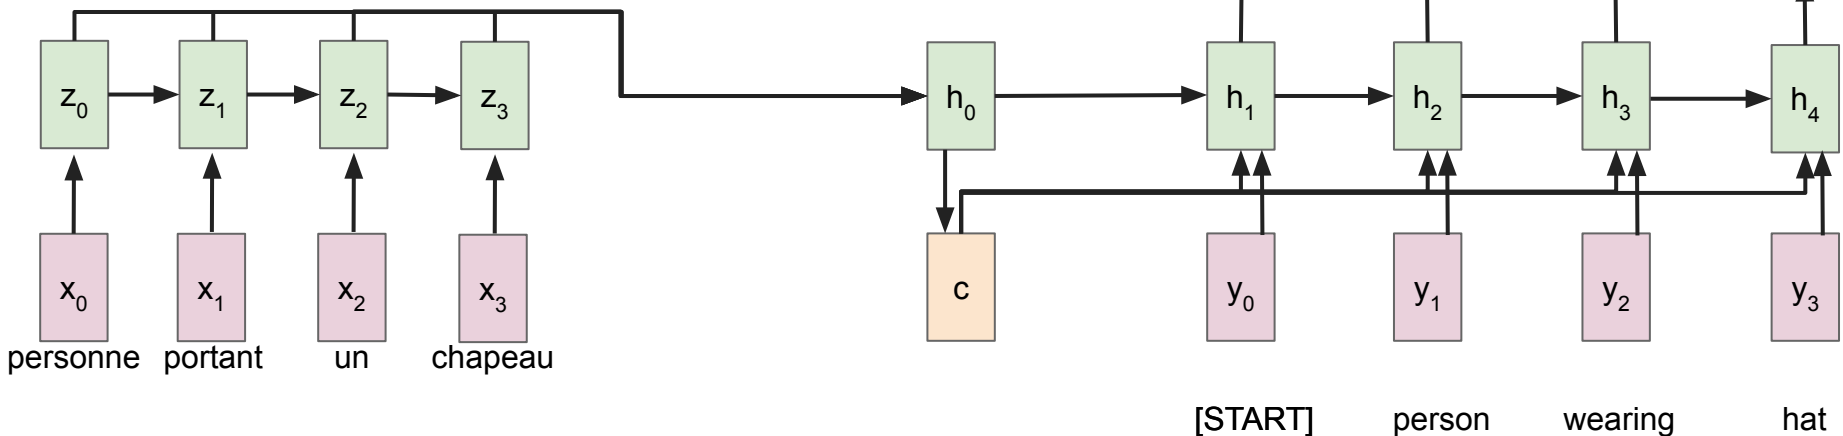 z0 z1 z2 z3 h0 h1 h2 h3 h4
x0 x1 x2 x3 c y0 y1 y2 y3
personne portant un chapeau
[START] person wearing hat